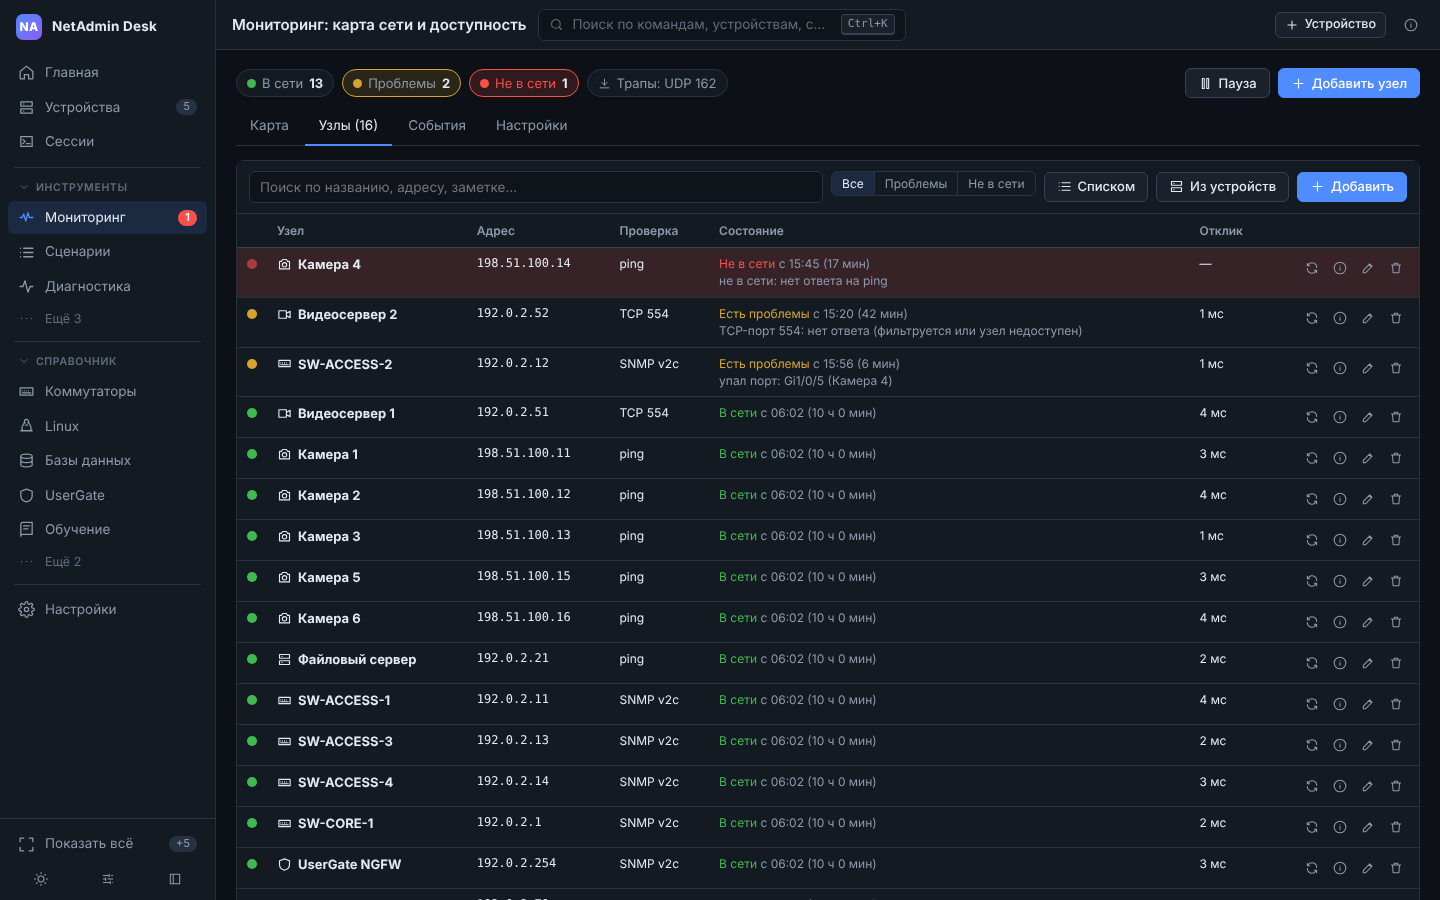 NA NetAdmin Desk
Мониторинг: карта сети и доступность
Поиск по командам, устройствам, с... Ctrl+K
Устройство
Главная
Устройства 5
Сессии
ИНСТРУМЕНТЫ
Мониторинг 1
Сценарии
Диагностика
Ещё 3
СПРАВОЧНИК
Коммутаторы
Linux
Базы данных
UserGate
Обучение
Ещё 2
Настройки
Показать всё +5
В сети 13
Проблемы 2
Не в сети 1
Трапы: UDP 162
Пауза
Добавить узел
Карта Узлы (16) События Настройки
Поиск по названию, адресу, заметке...
Все Проблемы Не в сети
Списком
Из устройств
Добавить
Узел Адрес Проверка Состояние Отклик
Камера 4 198.51.100.14 ping Не в сети с 15:45 (17 мин) —
не в сети: нет ответа на ping
Видеосервер 2 192.0.2.52 TCP 554 Есть проблемы с 15:20 (42 мин) 1 мс
TCP-порт 554: нет ответа (фильтруется или узел недоступен)
SW-ACCESS-2 192.0.2.12 SNMP v2c Есть проблемы с 15:56 (6 мин) 1 мс
упал порт: Gi1/0/5 (Камера 4)
Видеосервер 1 192.0.2.51 TCP 554 В сети с 06:02 (10 ч 0 мин) 4 мс
Камера 1 198.51.100.11 ping В сети с 06:02 (10 ч 0 мин) 3 мс
Камера 2 198.51.100.12 ping В сети с 06:02 (10 ч 0 мин) 4 мс
Камера 3 198.51.100.13 ping В сети с 06:02 (10 ч 0 мин) 1 мс
Камера 5 198.51.100.15 ping В сети с 06:02 (10 ч 0 мин) 3 мс
Камера 6 198.51.100.16 ping В сети с 06:02 (10 ч 0 мин) 4 мс
Файловый сервер 192.0.2.21 ping В сети с 06:02 (10 ч 0 мин) 2 мс
SW-ACCESS-1 192.0.2.11 SNMP v2c В сети с 06:02 (10 ч 0 мин) 4 мс
SW-ACCESS-3 192.0.2.13 SNMP v2c В сети с 06:02 (10 ч 0 мин) 2 мс
SW-ACCESS-4 192.0.2.14 SNMP v2c В сети с 06:02 (10 ч 0 мин) 3 мс
SW-CORE-1 192.0.2.1 SNMP v2c В сети с 06:02 (10 ч 0 мин) 2 мс
UserGate NGFW 192.0.2.254 SNMP v2c В сети с 06:02 (10 ч 0 мин) 3 мс